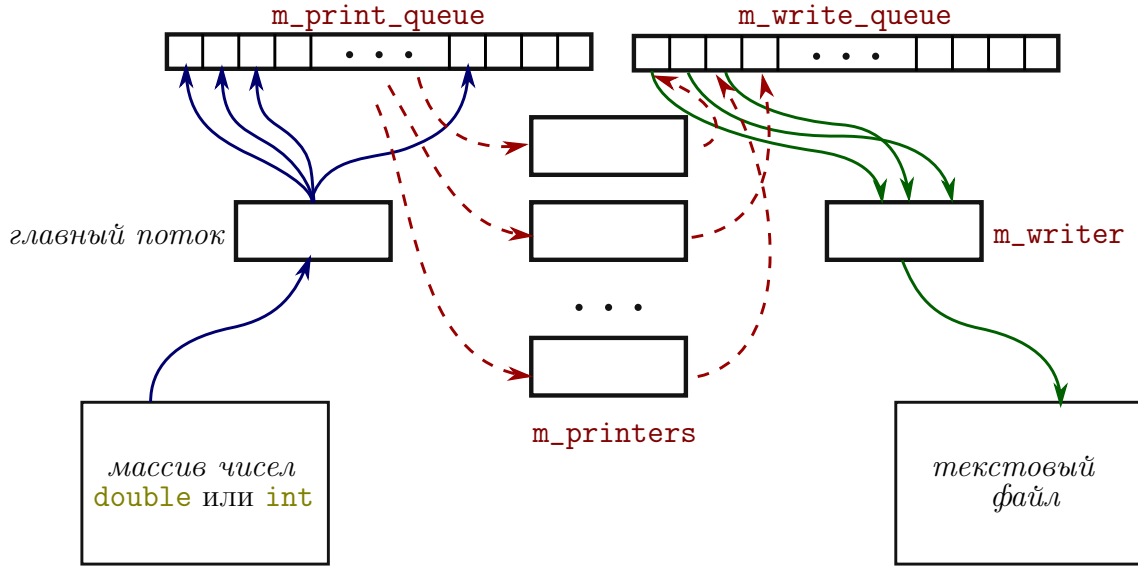 m_print_queue
m_write_queue
главный поток
m_writer
m_printers
массив чисел
double или int
текстовый
файл